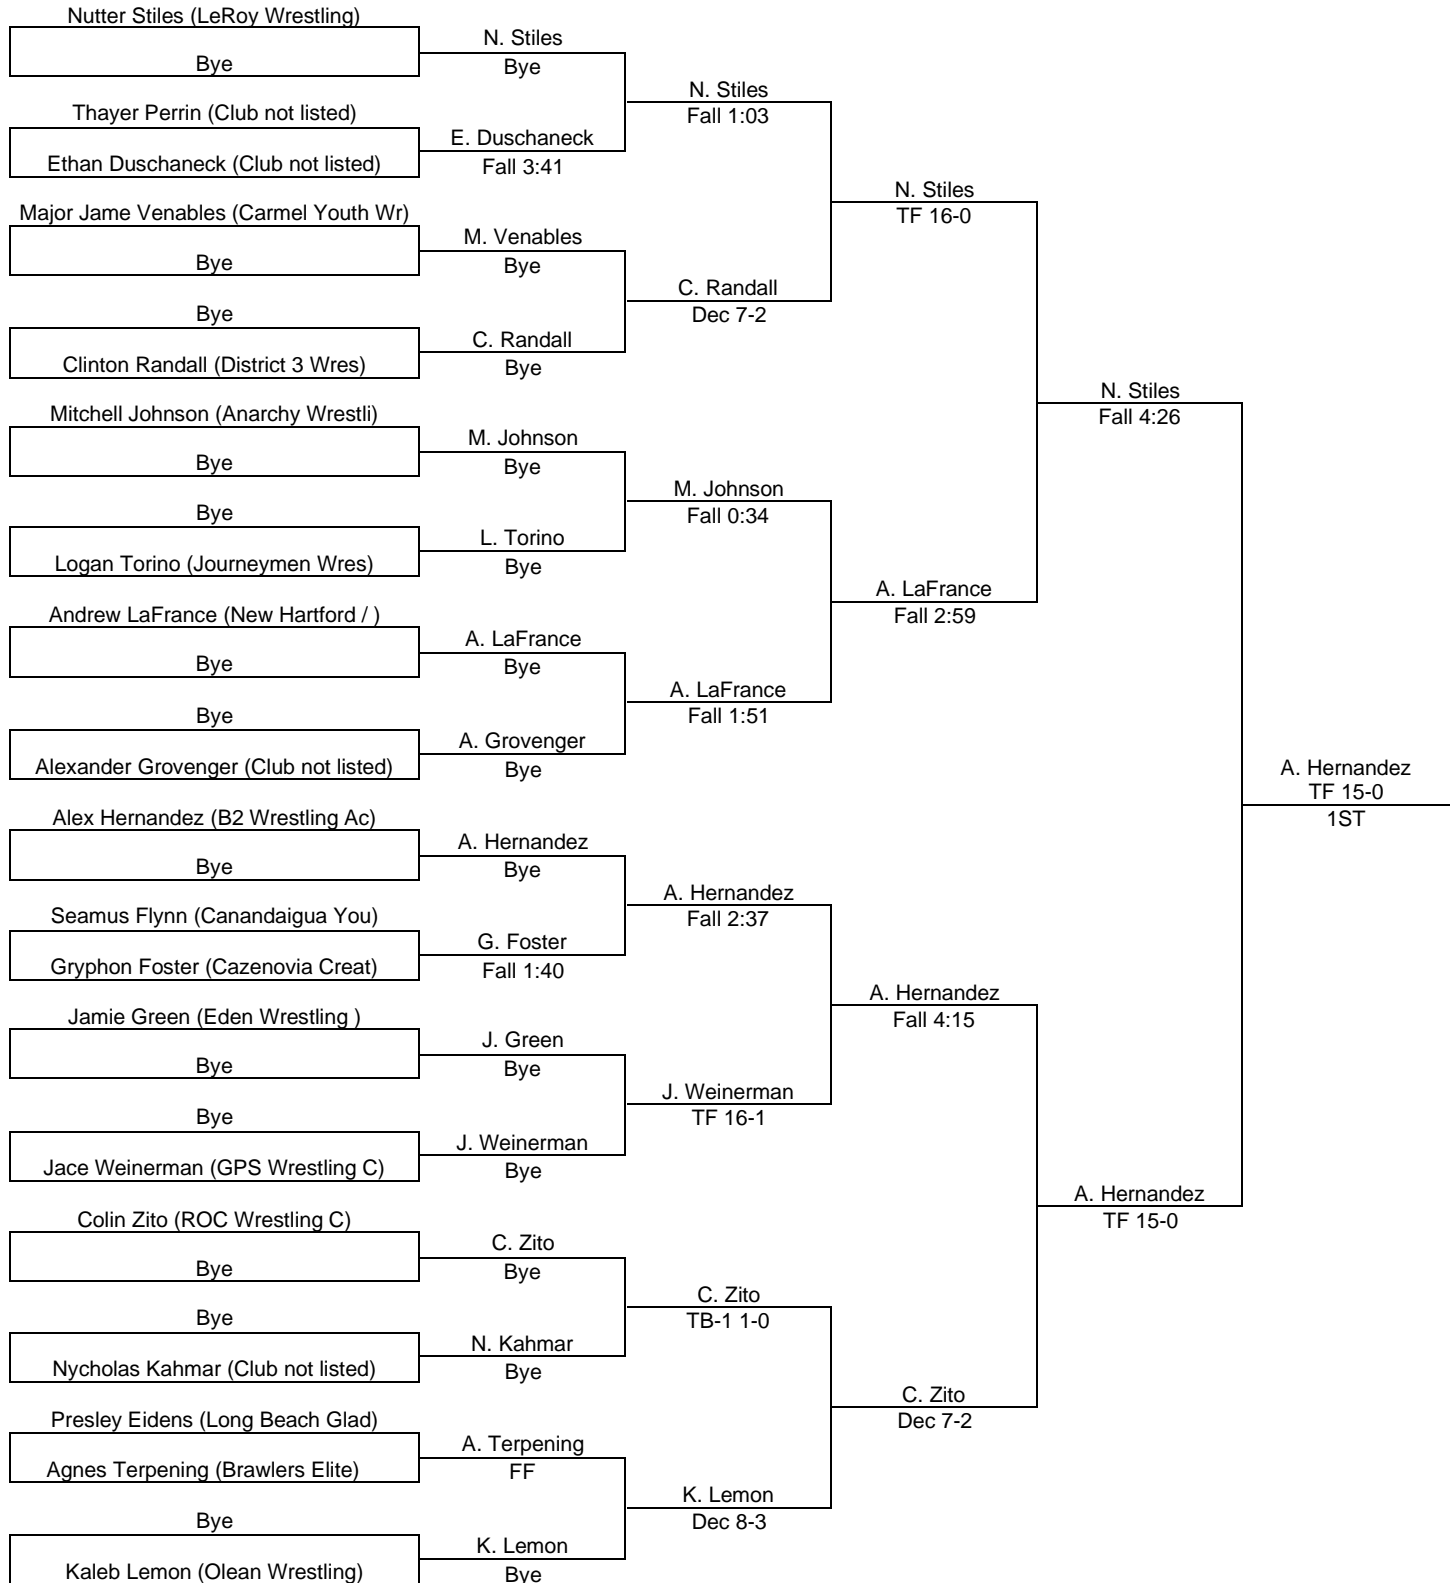 Nutter Stiles (LeRoy Wrestling)
Bye
Thayer Perrin (Club not listed)
Ethan Duschaneck (Club not listed)
Major Jame Venables (Carmel Youth Wr)
Bye
Bye
Clinton Randall (District 3 Wres)
Mitchell Johnson (Anarchy Wrestli)
Bye
Bye
Logan Torino (Journeymen Wres)
Andrew LaFrance (New Hartford / )
Bye
Bye
Alexander Grovenger (Club not listed)
Alex Hernandez (B2 Wrestling Ac)
Bye
Seamus Flynn (Canandaigua You)
Gryphon Foster (Cazenovia Creat)
Jamie Green (Eden Wrestling )
Bye
Bye
Jace Weinerman (GPS Wrestling C)
Colin Zito (ROC Wrestling C)
Bye
Bye
Nycholas Kahmar (Club not listed)
Presley Eidens (Long Beach Glad)
Agnes Terpening (Brawlers Elite)
Bye
Kaleb Lemon (Olean Wrestling)
N. Stiles
Bye
E. Duschaneck
Fall 3:41
M. Venables
Bye
C. Randall
Bye
M. Johnson
Bye
L. Torino
Bye
A. LaFrance
Bye
A. Grovenger
Bye
A. Hernandez
Bye
G. Foster
Fall 1:40
J. Green
Bye
J. Weinerman
Bye
C. Zito
Bye
N. Kahmar
Bye
A. Terpening
FF
K. Lemon
Bye
N. Stiles
Fall 1:03
C. Randall
Dec 7-2
M. Johnson
Fall 0:34
A. LaFrance
Fall 1:51
A. Hernandez
Fall 2:37
J. Weinerman
TF 16-1
C. Zito
TB-1 1-0
K. Lemon
Dec 8-3
N. Stiles
TF 16-0
A. LaFrance
Fall 2:59
A. Hernandez
Fall 4:15
C. Zito
Dec 7-2
N. Stiles
Fall 4:26
A. Hernandez
TF 15-0
A. Hernandez
TF 15-0
1ST